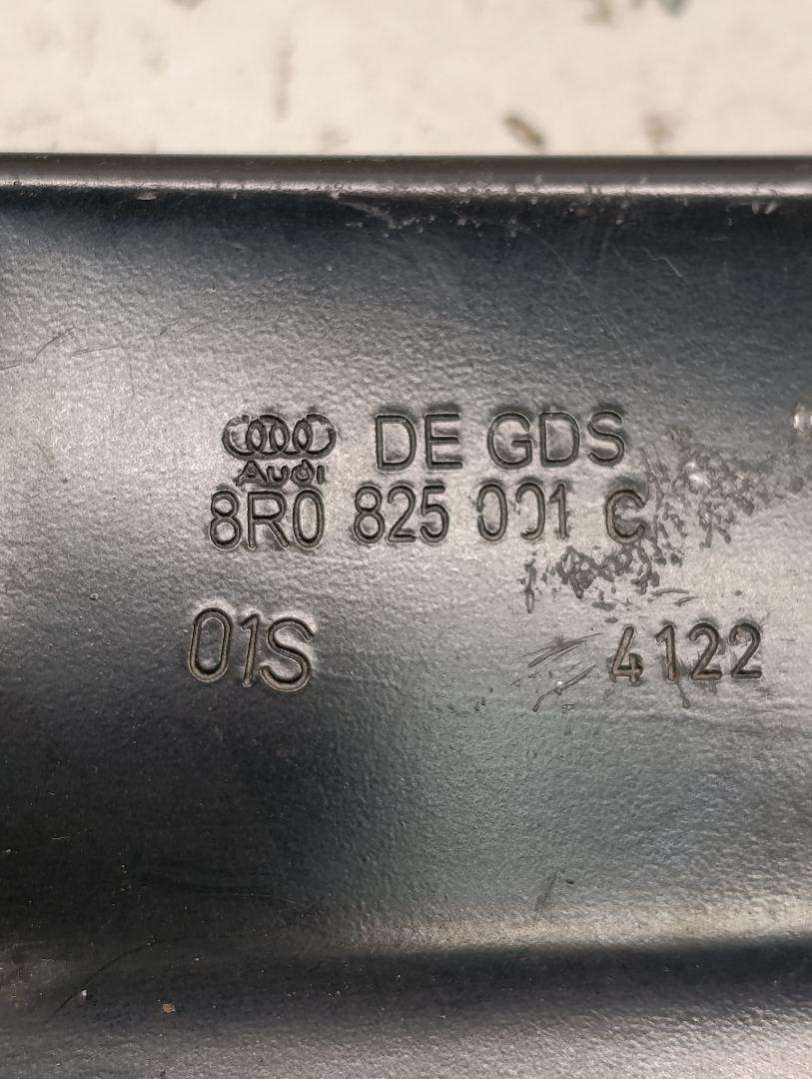 DE GDS
Audi
8R0 825 001 C
01S 4122